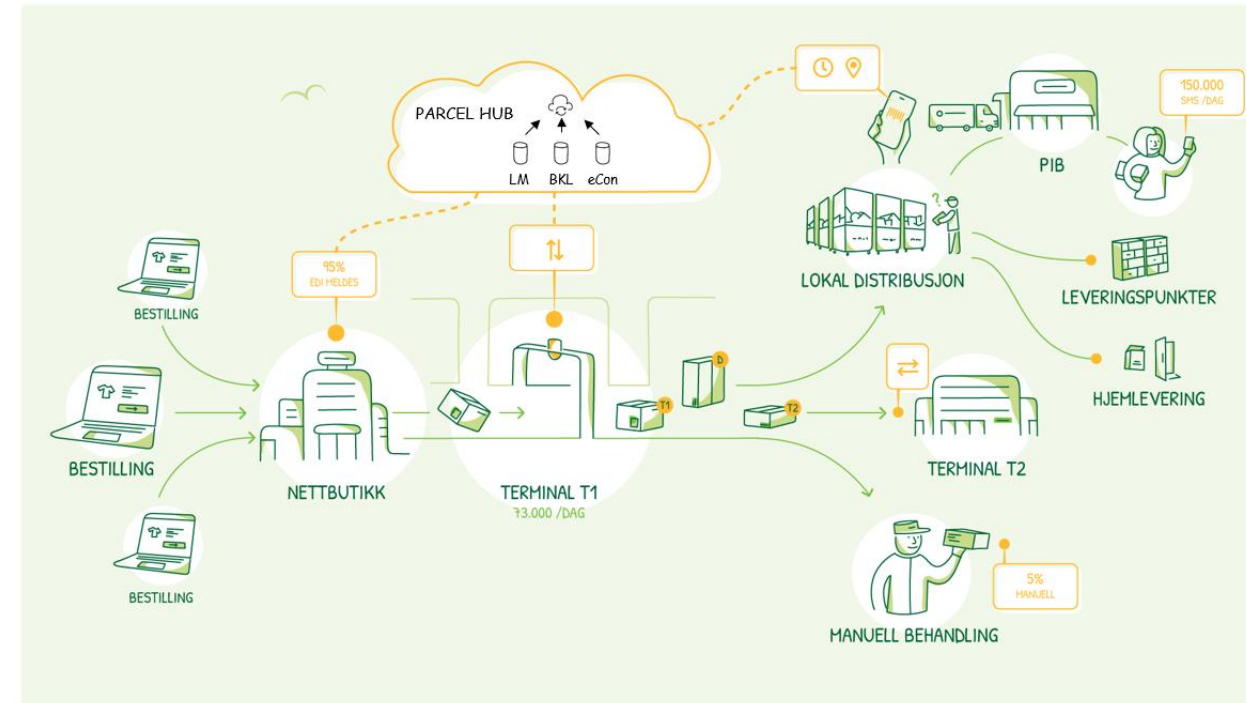 PARCEL HUB
LM BKL eCon
150.000
SMS /DAG
PIB
95%
EDI MELDES
BESTILLING
LOKAL DISTRIBUSJON
?
LEVERINGSPUNKTER
HJEMLEVERING
D
T1
T2
BESTILLING
NETTBUTIKK
TERMINAL T1
73.000 /DAG
TERMINAL T2
BESTILLING
5%
MANUELL
MANUELL BEHANDLING